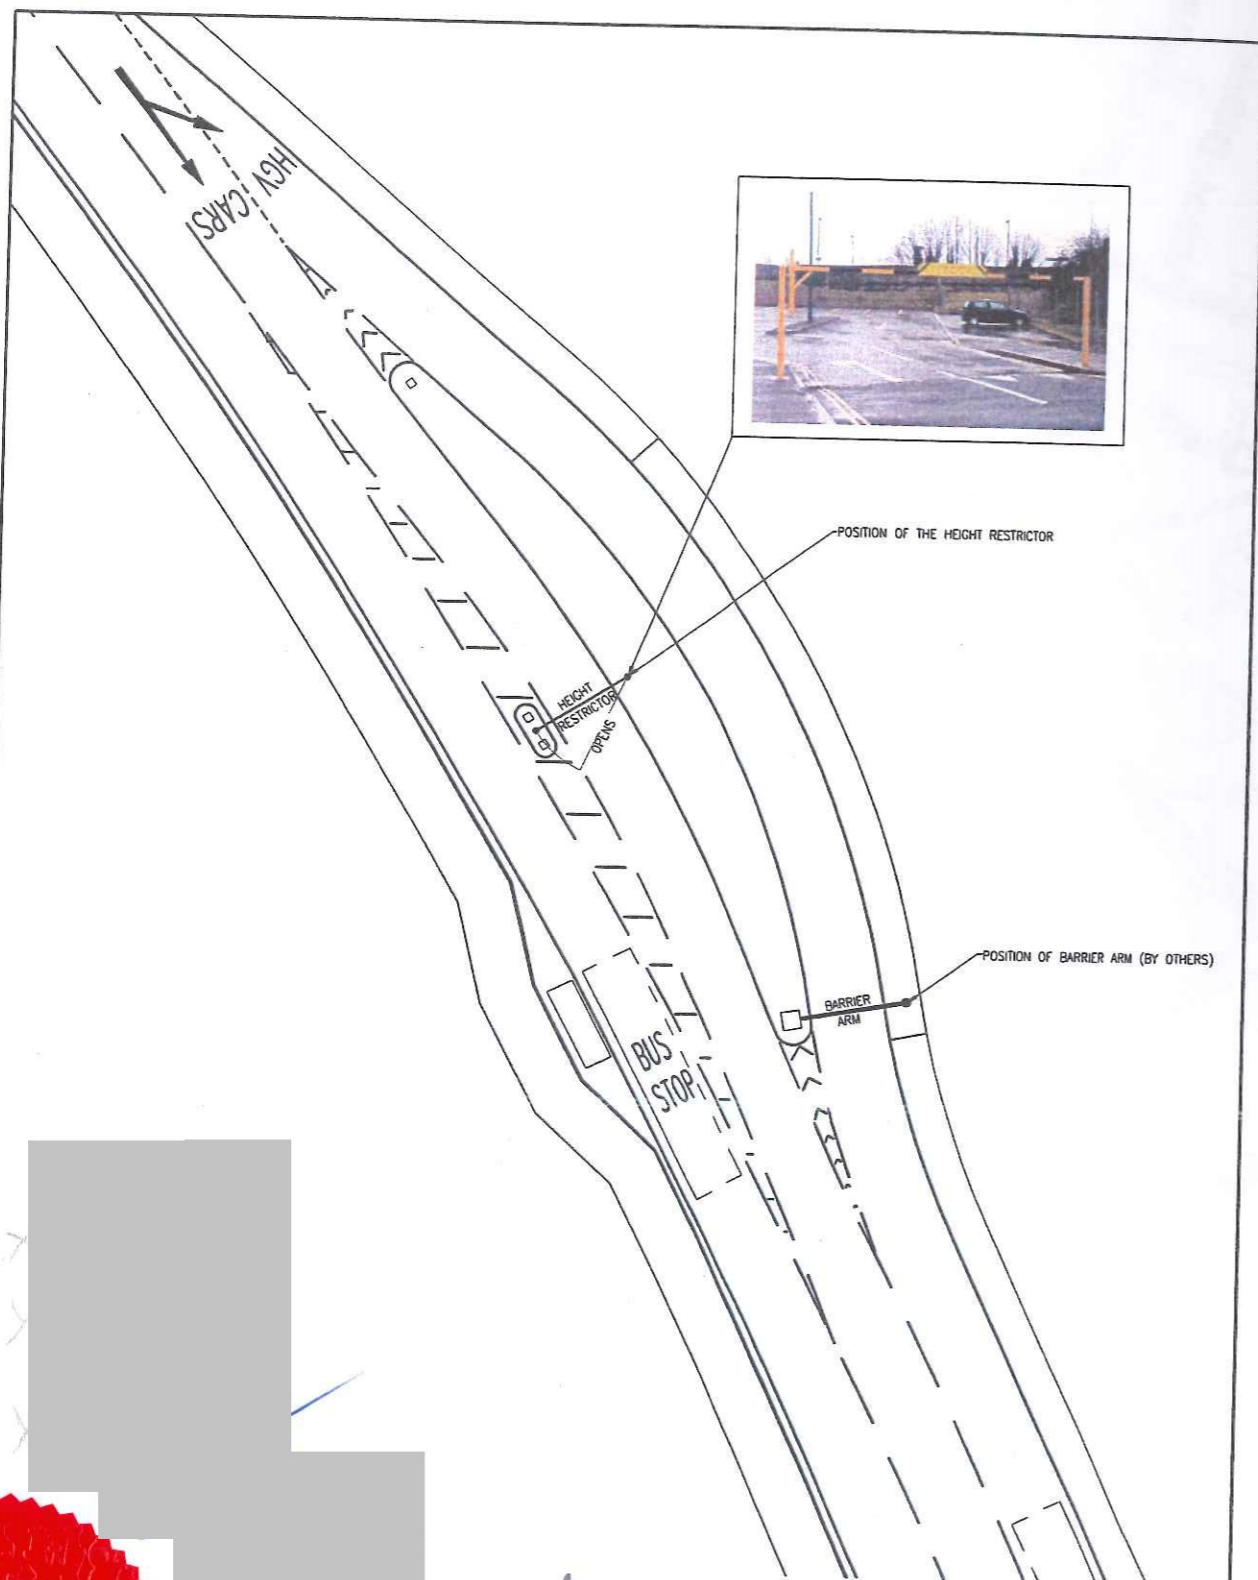 HGV
CARS
POSITION OF THE HEIGHT RESTRICTOR
HEIGHT
RESTRICTOR
OPENS
POSITION OF BARRIER ARM (BY OTHERS)
BARRIER
ARM
BUS
STOP